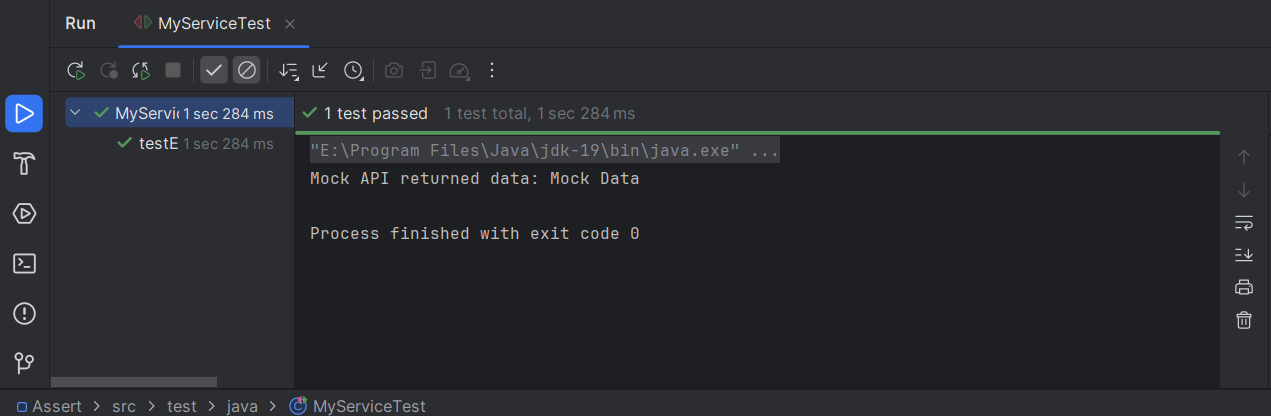 Run MyServiceTest
MyServic 1 sec 284 ms
testE 1 sec 284 ms
1 test passed 1 test total, 1 sec 284 ms
"E:\Program Files\Java\jdk-19\bin\java.exe" ...
Mock API returned data: Mock Data
Process finished with exit code 0
Assert > src > test > java > MyServiceTest